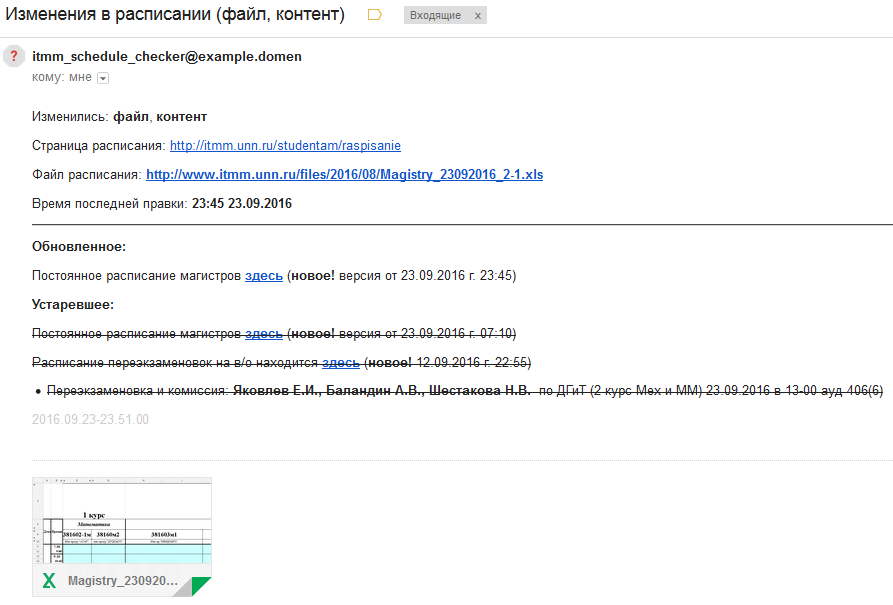 Изменения в расписании (файл, контент)
Входящие x
?
itmm_schedule_checker@example.domen
кому: мне
Изменились: файл, контент
Страница расписания: http://itmm.unn.ru/studentam/raspisanie
Файл расписания: http://www.itmm.unn.ru/files/2016/08/Magistry_23092016_2-1.xls
Время последней правки: 23:45 23.09.2016
Обновленное:
Постоянное расписание магистров здесь (новое! версия от 23.09.2016 г. 23:45)
Устаревшее:
Постоянное расписание магистров здесь (новое! версия от 23.09.2016 г. 07:10)
Расписание переэкзаменовок на в/о находится здесь (новое! 12.09.2016 г. 22:55)
• Переэкзаменовка и комиссия: Яковлев Е.И., Баландин А.В., Шестакова Н.В. по ДГиТ (2 курс Мех и ММ) 23.09.2016 в 13-00 ауд 406(6)
2016.09.23-23.51.00
1 курс
Математика
381602-1м 38160м2 381603м1
X Magistry_230920...